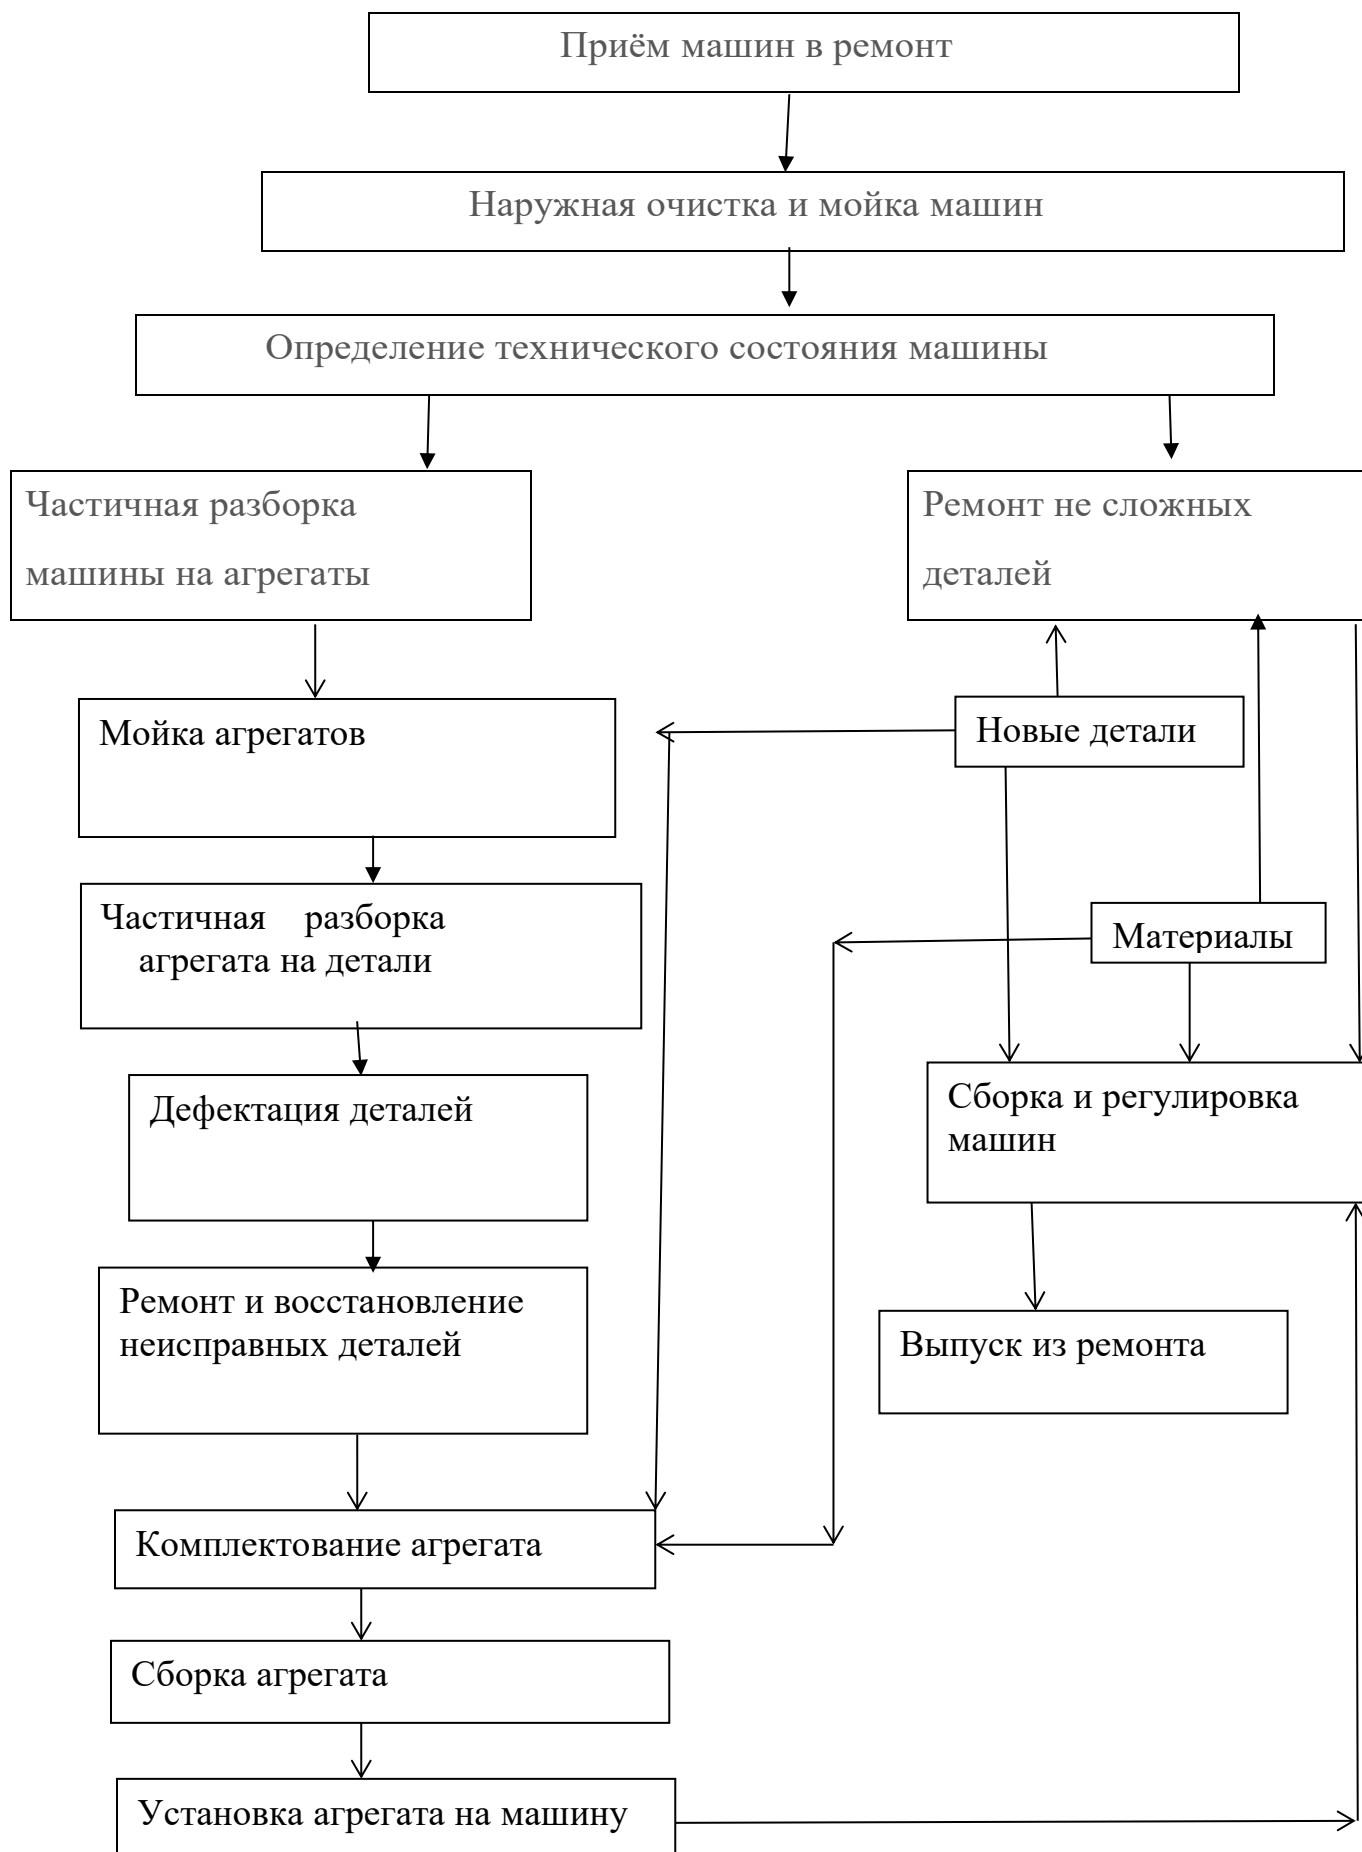 Приём машин в ремонт
Наружная очистка и мойка машин
Определение технического состояния машины
Частичная разборка
машины на агрегаты
Ремонт не сложных
деталей
Мойка агрегатов
Новые детали
Частичная разборка
агрегата на детали
Материалы
Дефектация деталей
Сборка и регулировка
машин
Ремонт и восстановление
неисправных деталей
Выпуск из ремонта
Комплектование агрегата
Сборка агрегата
Установка агрегата на машину